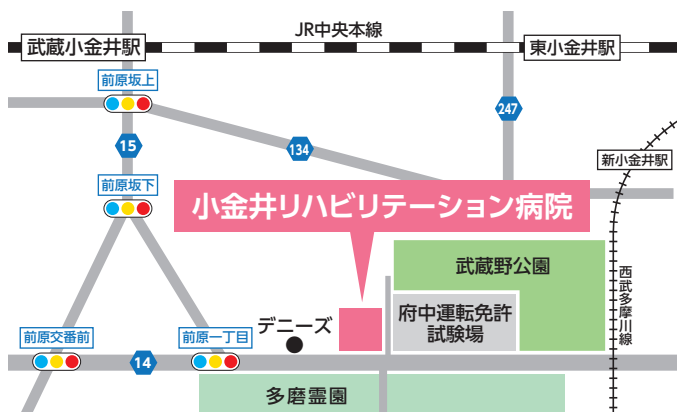 JR中央本線
武蔵小金井駅
東小金井駅
前原坂上
247
15
134
新小金井駅
前原坂下
小金井リハビリテーション病院
武蔵野公園
西武多摩川線
府中運転免許
試験場
デニーズ
前原交番前
前原一丁目
14
多磨霊園